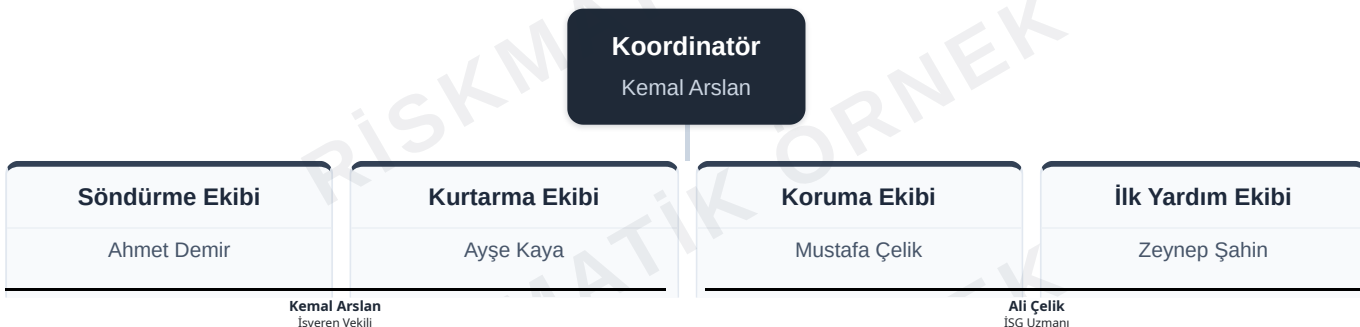 Koordinatör
Kemal Arslan
Söndürme Ekibi
Kurtarma Ekibi
Koruma Ekibi
İlk Yardım Ekibi
Ahmet Demir
Ayşe Kaya
Mustafa Çelik
Zeynep Şahin
Kemal Arslan
Ali Çelik
İşveren Vekili
İSG Uzmanı
RİSKMATİK ÖRNEK